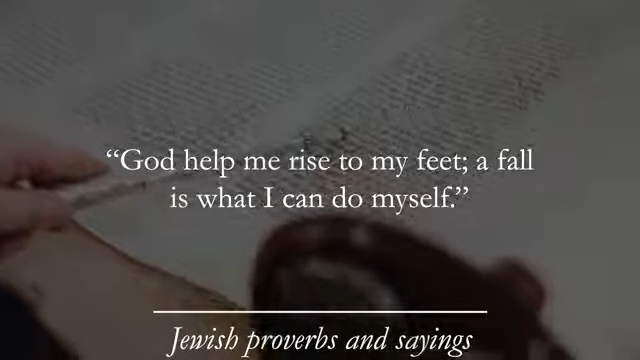 “God help me rise to my feet; a fall
is what I can do myself.”
Jewish proverbs and sayings